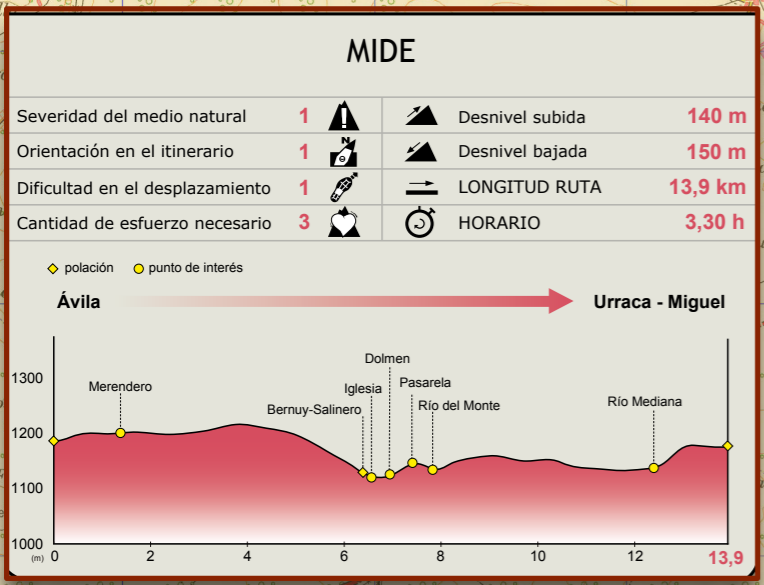 MIDE
Severidad del medio natural 1
Desnivel subida 140 m
Orientación en el itinerario 1
N
Desnivel bajada 150 m
Dificultad en el desplazamiento 1
LONGITUD RUTA 13,9 km
Cantidad de esfuerzo necesario 3
HORARIO 3,30 h
polación punto de interés
Ávila Urraca - Miguel
Dolmen
1300
Merendero
Iglesia
Pasarela
Bernuy-Salinero
Río del Monte
Río Mediana
1200
1100
1000
(m) 0 2 4 6 8 10 12 13,9